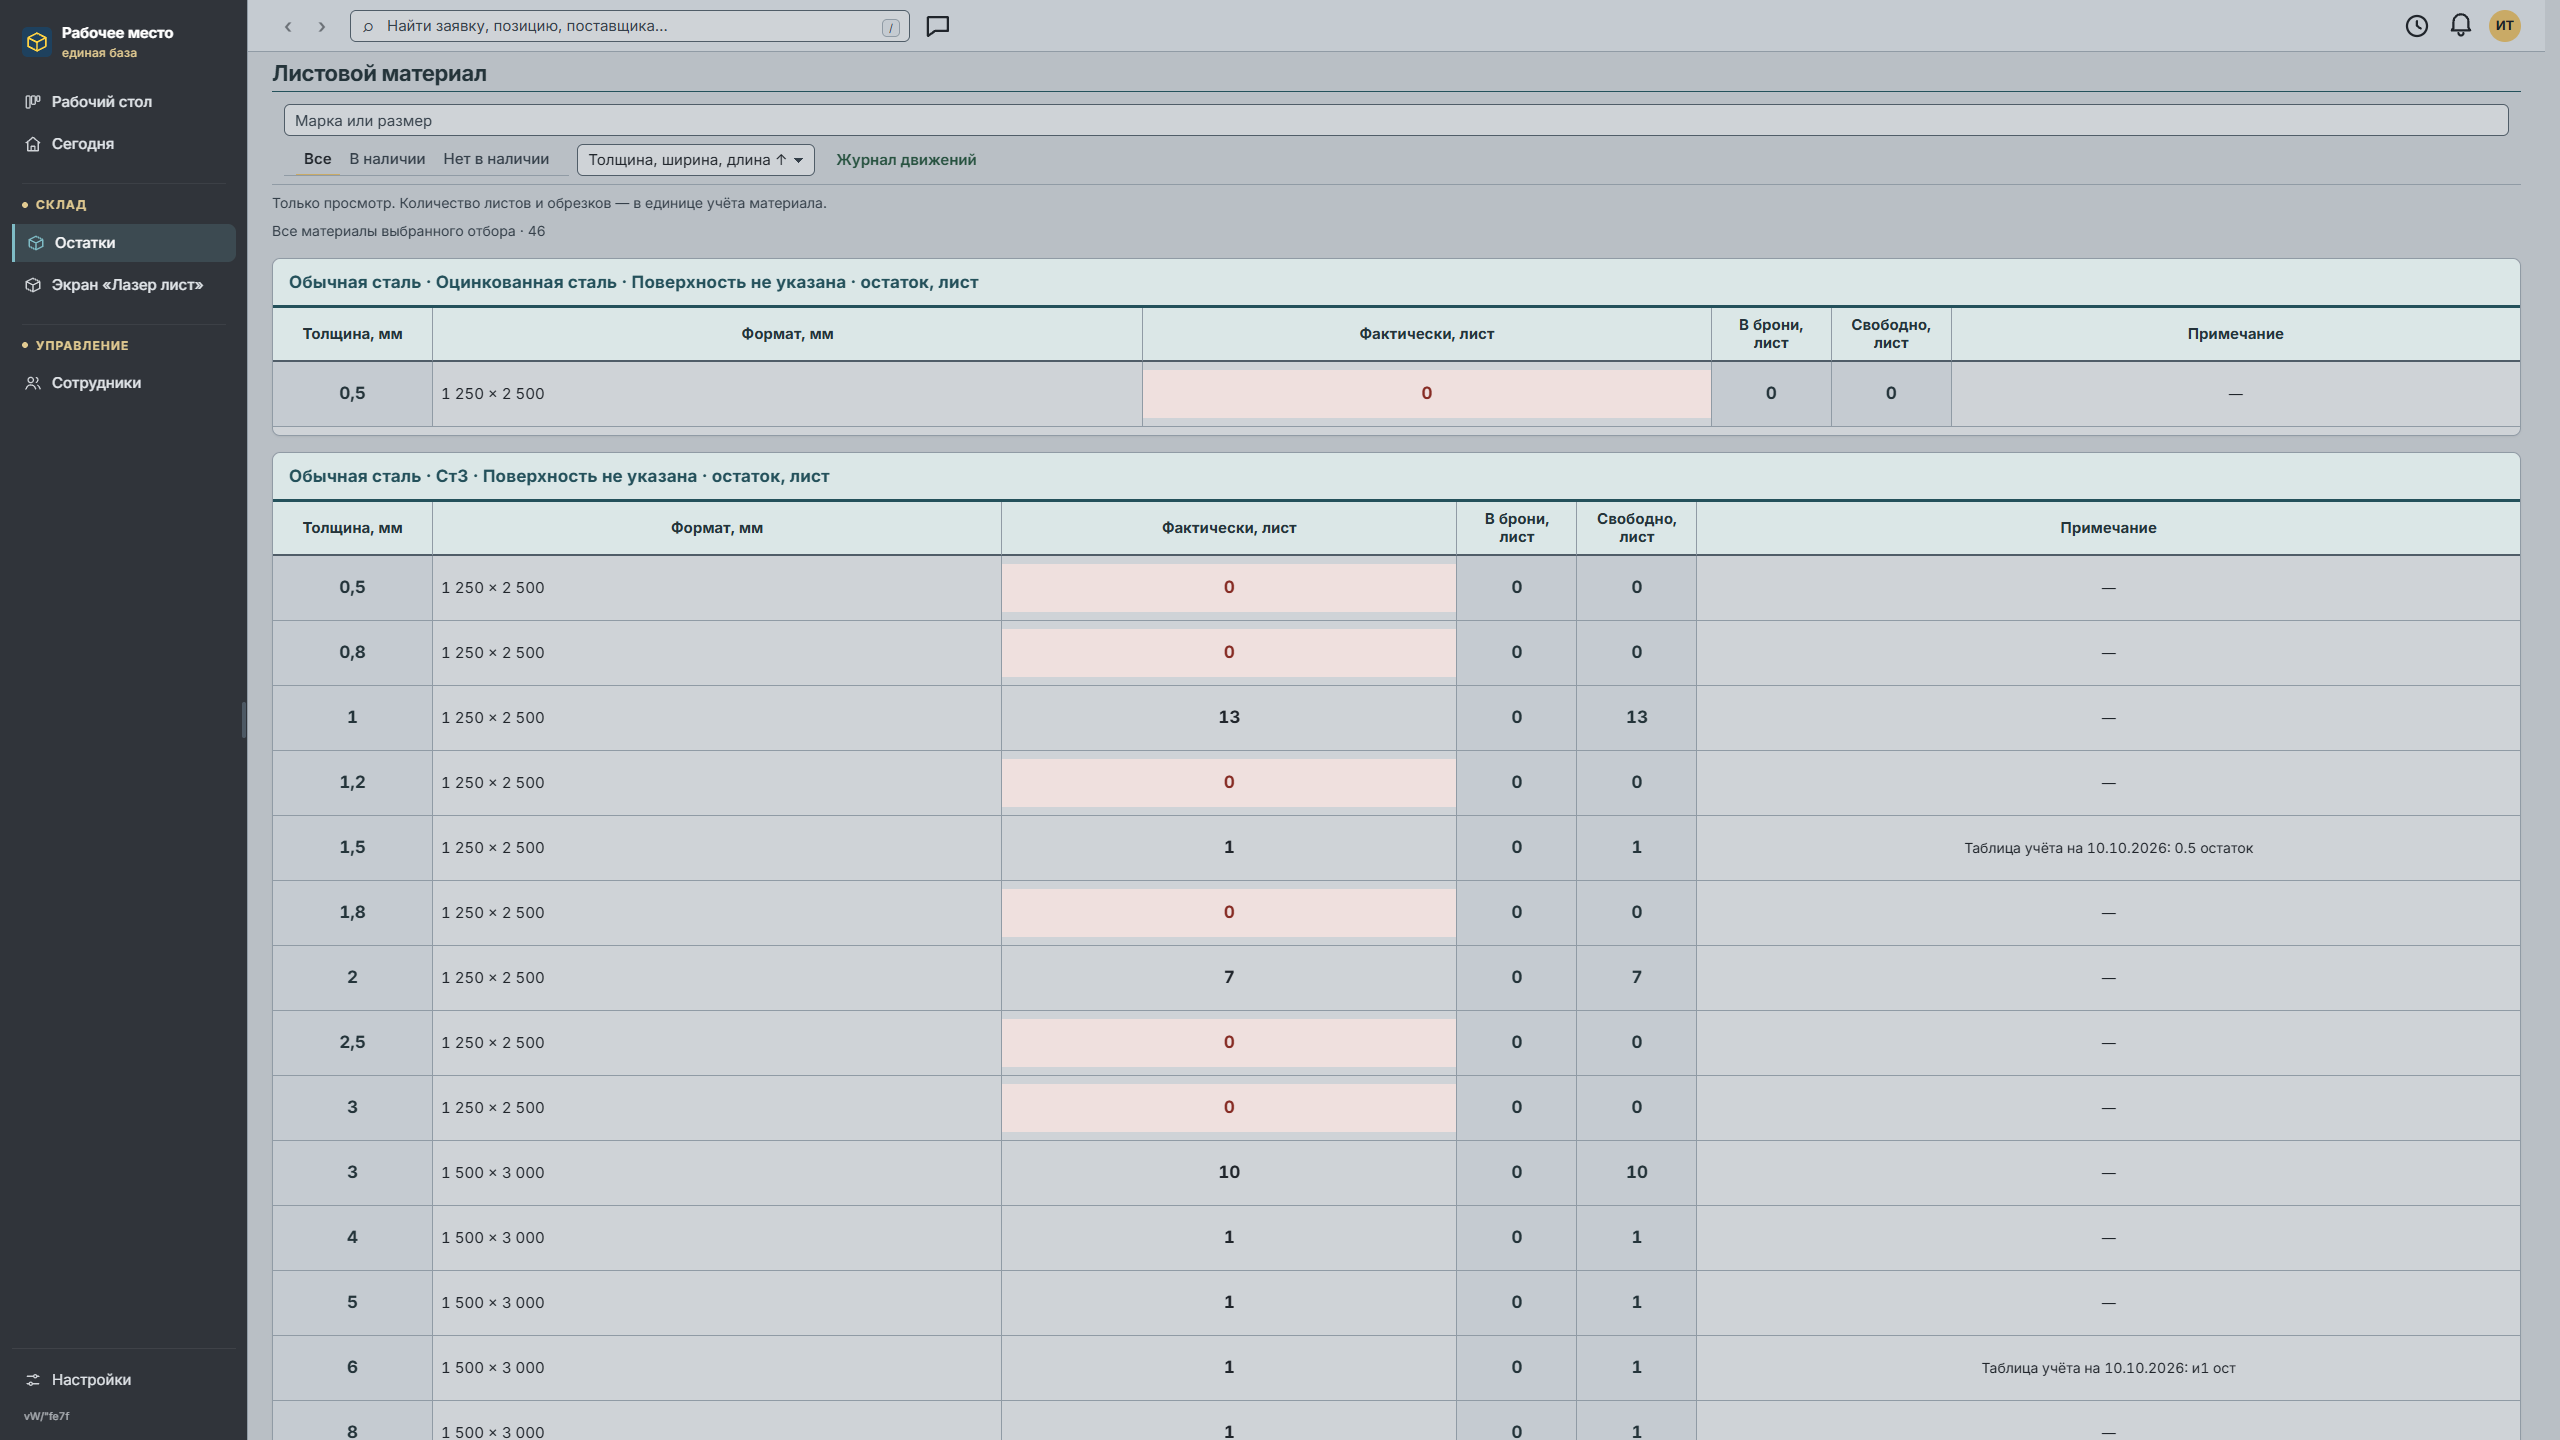 Рабочее место
единая база
Рабочий стол
Сегодня
СКЛАД
Остатки
Экран «Лазер лист»
УПРАВЛЕНИЕ
Сотрудники
Настройки
vW/"fe7f
Найти заявку, позицию, поставщика...
/
ИТ
Листовой материал
Марка или размер
Все В наличии Нет в наличии Толщина, ширина, длина ↑ Журнал движений
Только просмотр. Количество листов и обрезков — в единице учёта материала.
Все материалы выбранного отбора · 46
Обычная сталь · Оцинкованная сталь · Поверхность не указана · остаток, лист
Толщина, мм Формат, мм Фактически, лист В брони, лист Свободно, лист Примечание
0,5 1 250 × 2 500 0 0 0 —
Обычная сталь · Ст3 · Поверхность не указана · остаток, лист
Толщина, мм Формат, мм Фактически, лист В брони, лист Свободно, лист Примечание
0,5 1 250 × 2 500 0 0 0 —
0,8 1 250 × 2 500 0 0 0 —
1 1 250 × 2 500 13 0 13 —
1,2 1 250 × 2 500 0 0 0 —
1,5 1 250 × 2 500 1 0 1 Таблица учёта на 10.10.2026: 0.5 остаток
1,8 1 250 × 2 500 0 0 0 —
2 1 250 × 2 500 7 0 7 —
2,5 1 250 × 2 500 0 0 0 —
3 1 250 × 2 500 0 0 0 —
3 1 500 × 3 000 10 0 10 —
4 1 500 × 3 000 1 0 1 —
5 1 500 × 3 000 1 0 1 —
6 1 500 × 3 000 1 0 1 Таблица учёта на 10.10.2026: и1 ост
8 1 500 × 3 000 1 0 1 —